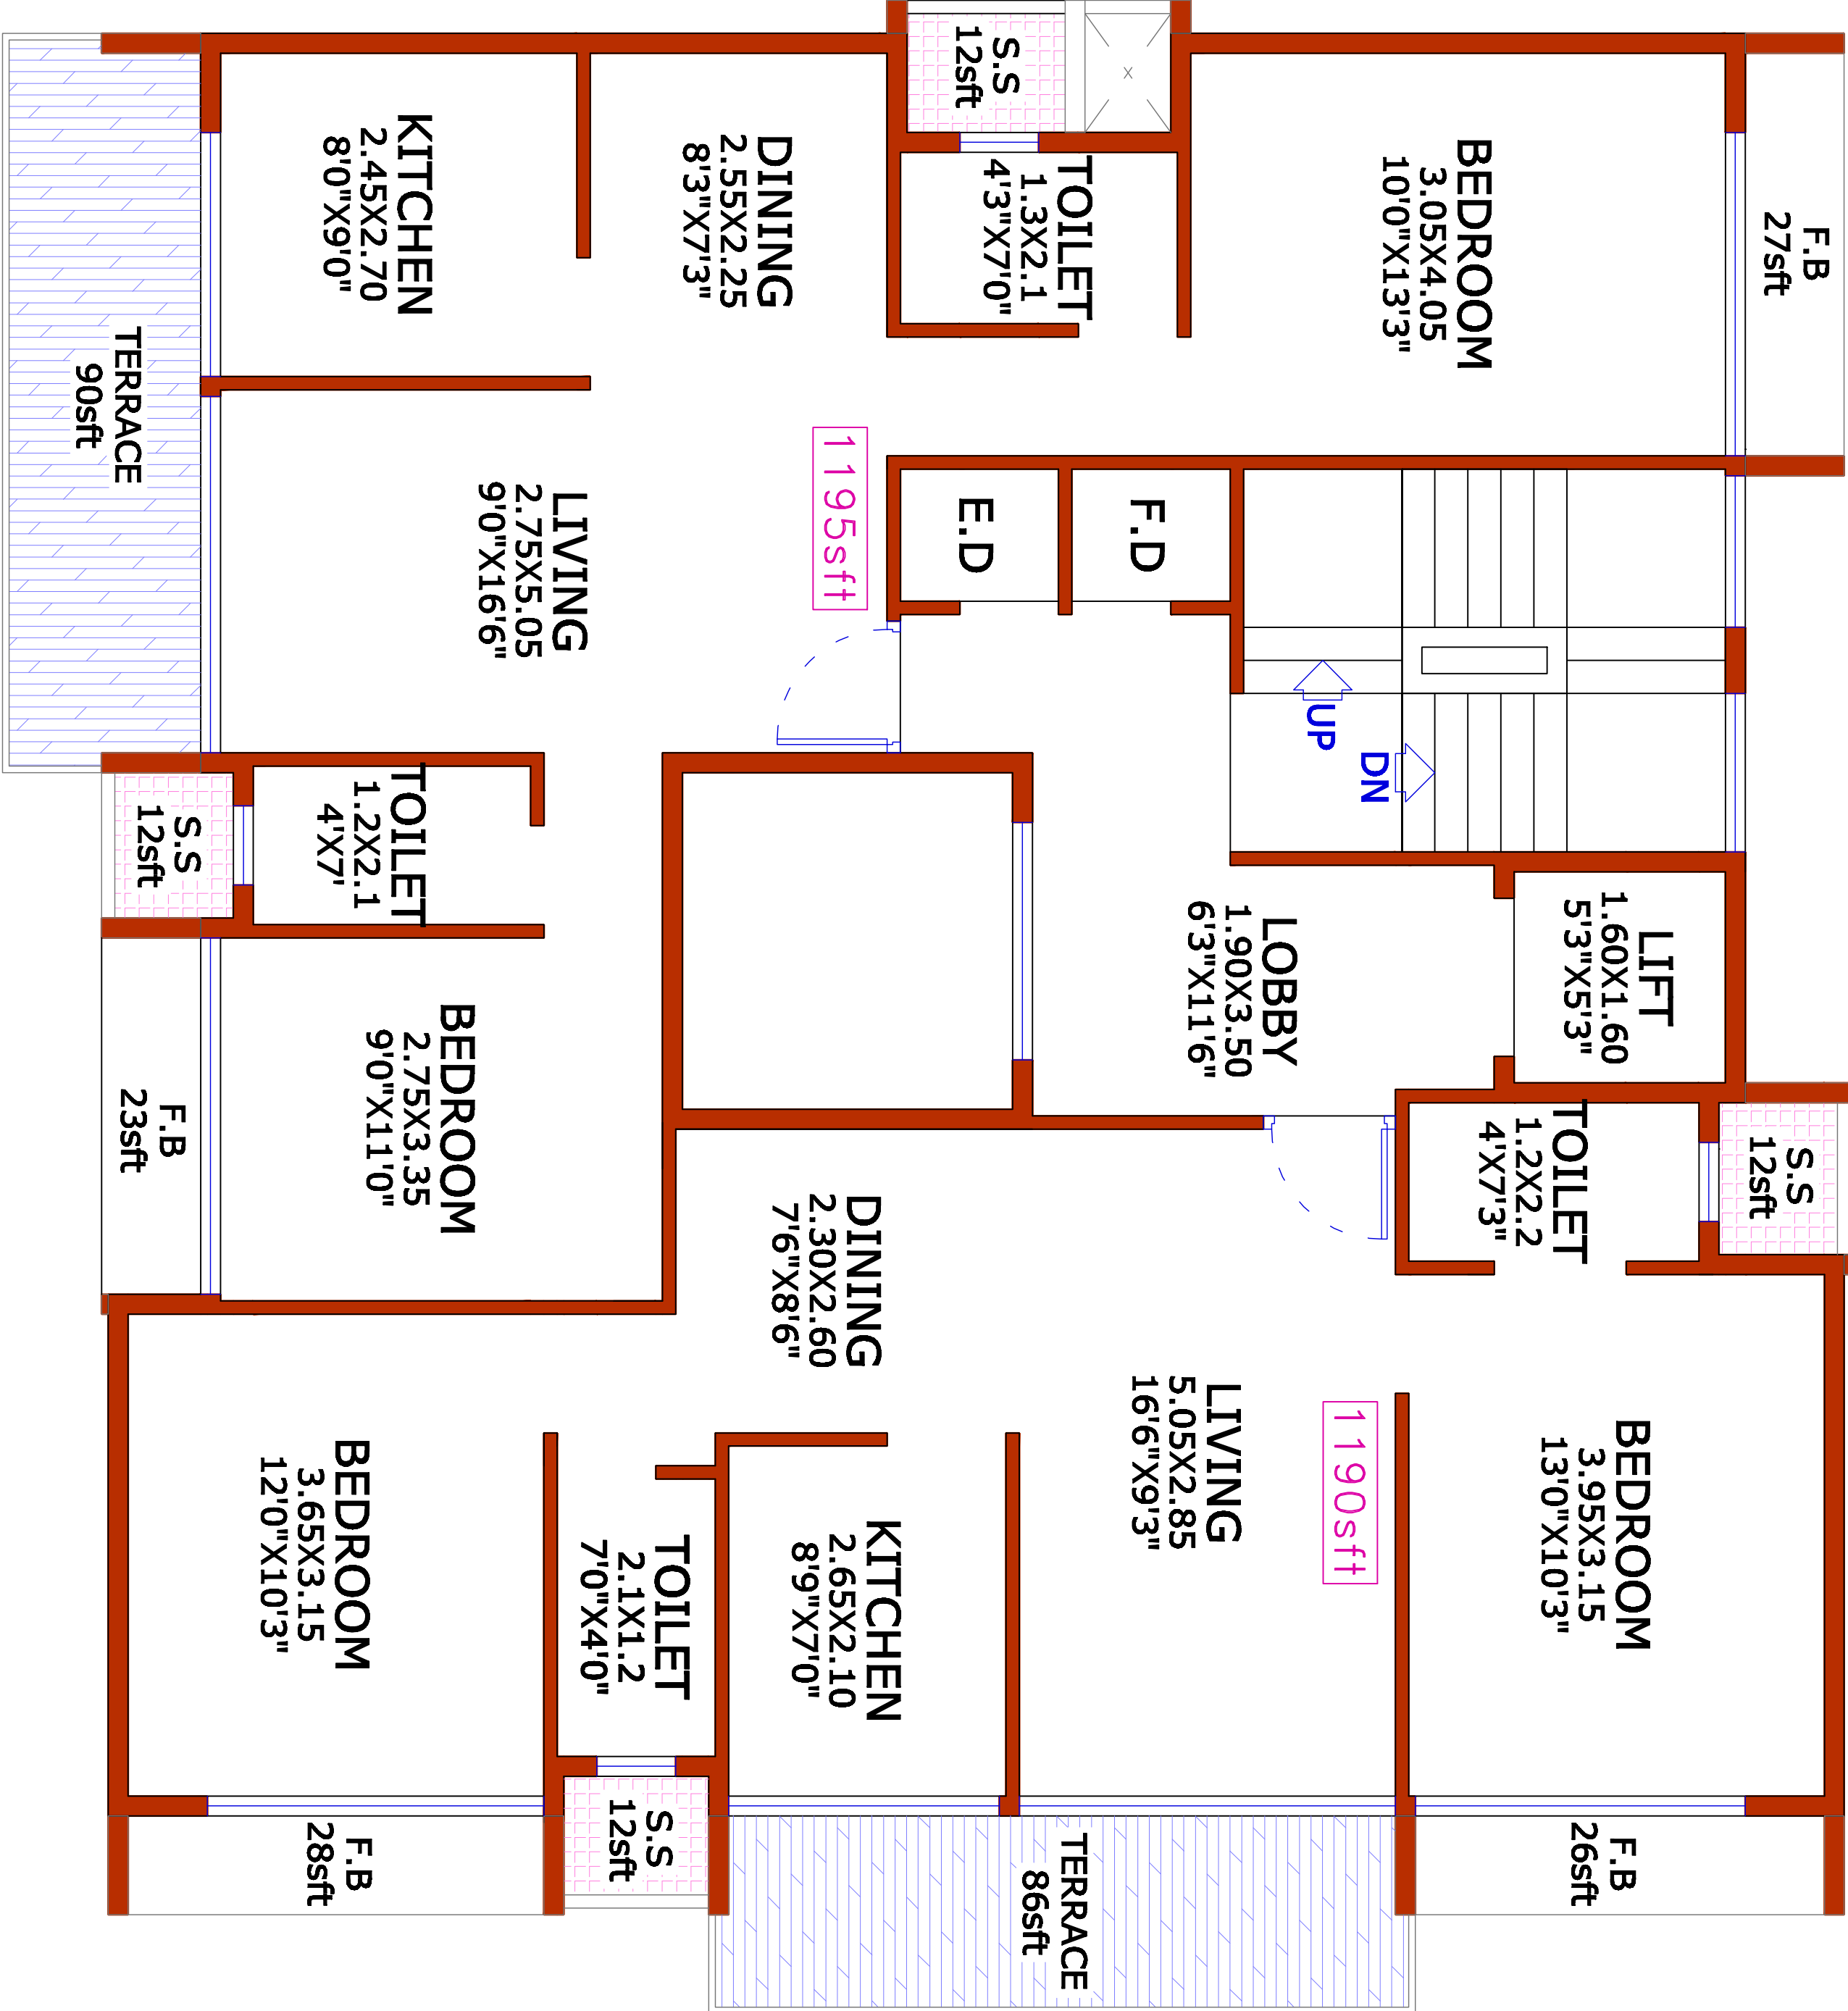 F.B
27sft
BEDROOM
3.05X4.05
10'0"X13'3"
S.S
12sft
X
TOILET
1.3X2.1
4'3"X7'0"
DINING
2.55X2.25
8'3"X7'3"
KITCHEN
2.45X2.70
8'0"X9'0"
TERRACE
90sft
1195sft
LIVING
2.75X5.05
9'0"X16'6"
E.D
F.D
UP
DN
LIFT
1.60X1.60
5'3"X5'3"
LOBBY
1.90X3.50
6'3"X11'6"
TOILET
1.2X2.1
4'X7'
S.S
12sft
BEDROOM
2.75X3.35
9'0"X11'0"
F.B
23sft
S.S
12sft
TOILET
1.2X2.2
4'X7'3"
DINING
2.30X2.60
7'6"X8'6"
LIVING
5.05X2.85
16'6"X9'3"
1190sft
BEDROOM
3.95X3.15
13'0"X10'3"
KITCHEN
2.65X2.10
8'9"X7'0"
TOILET
2.1X1.2
7'0"X4'0"
BEDROOM
3.65X3.15
12'0"X10'3"
F.B
26sft
TERRACE
86sft
S.S
12sft
F.B
28sft